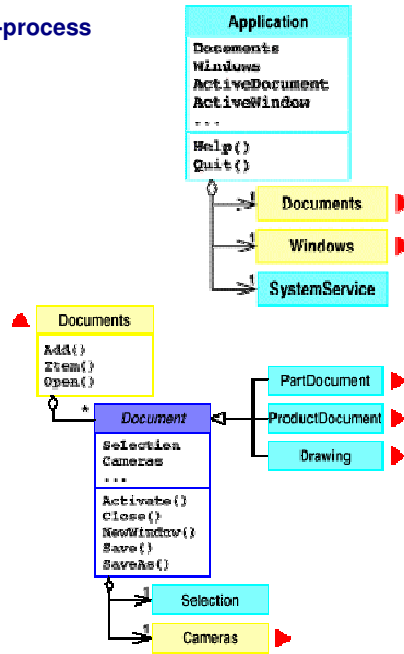 -process
Application
Documents
Windows
ActiveDocument
ActiveWindow
...
Help()
Quit()
1
Documents
1
Windows
1
SystemService
Documents
Add()
Item()
Open()
*
Document
Selection
Cameras
...
Activate()
Close()
NewWindow()
Save()
SaveAs()
PartDocument
ProductDocument
Drawing
1
Selection
1
Cameras